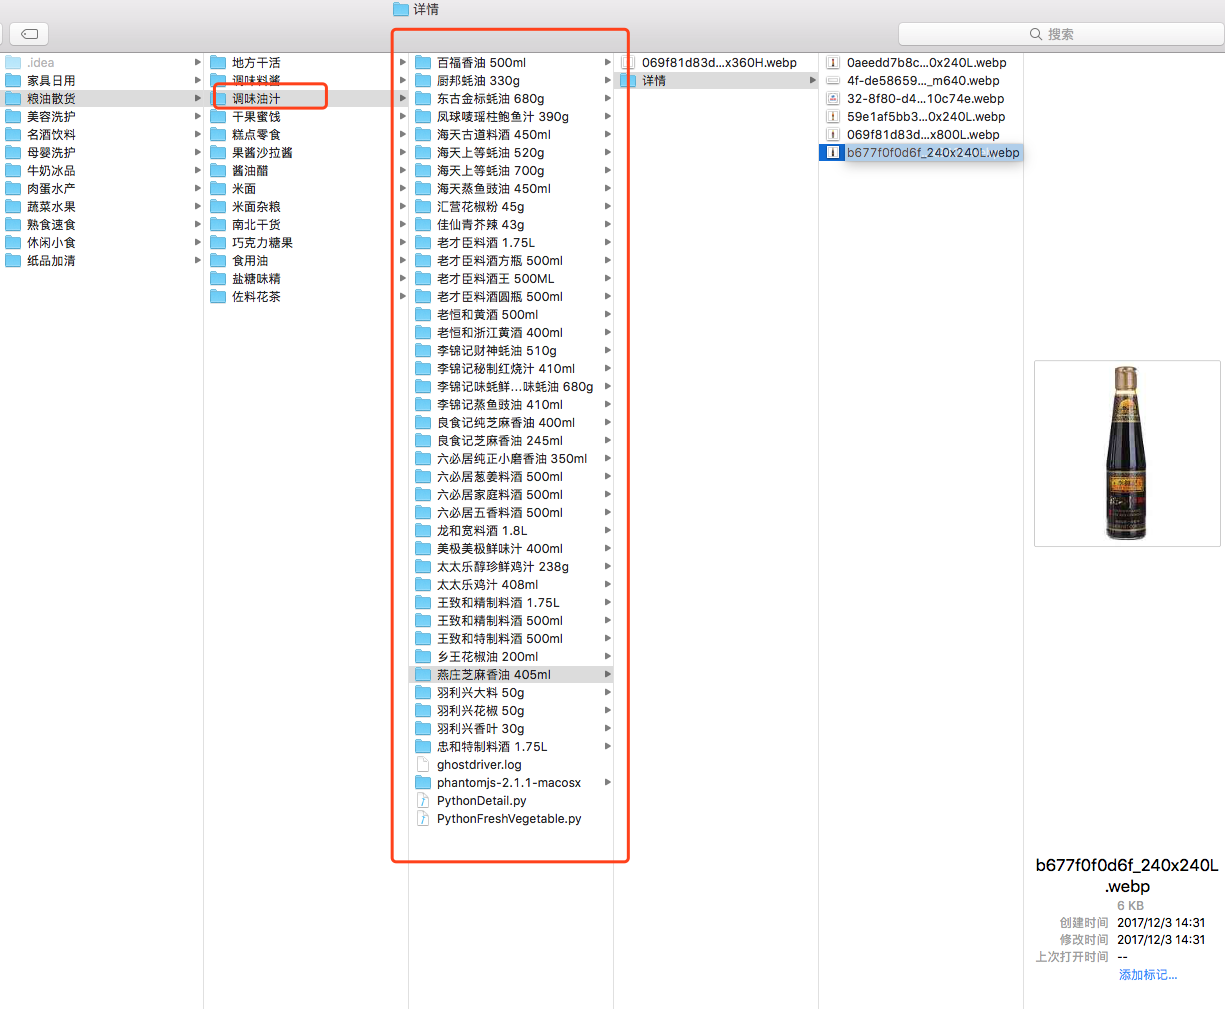 详情
搜索
.idea
家具日用
粮油散货
美容洗护
名酒饮料
母婴洗护
牛奶冰品
肉蛋水产
蔬菜水果
熟食速食
休闲小食
纸品加清
地方干活
调味料酱
调味油汁
干果蜜饯
糕点零食
果酱沙拉酱
酱油醋
米面
米面杂粮
南北干货
巧克力糖果
食用油
盐糖味精
佐料花茶
百福香油 500ml
厨邦蚝油 330g
东古金标蚝油 680g
凤球唛瑶柱鲍鱼汁 390g
海天古道料酒 450ml
海天上等蚝油 520g
海天上等蚝油 700g
海天蒸鱼豉油 450ml
汇营花椒粉 45g
佳仙青芥辣 43g
老才臣料酒 1.75L
老才臣料酒方瓶 500ml
老才臣料酒王 500ML
老才臣料酒圆瓶 500ml
老恒和黄酒 500ml
老恒和浙江黄酒 400ml
李锦记财神蚝油 510g
李锦记秘制红烧汁 410ml
李锦记味蚝鲜…味蚝油 680g
李锦记蒸鱼豉油 410ml
良食记纯芝麻香油 400ml
良食记芝麻香油 245ml
六必居纯正小磨香油 350ml
六必居葱姜料酒 500ml
六必居家庭料酒 500ml
六必居五香料酒 500ml
龙和宽料酒 1.8L
美极美极鲜味汁 400ml
太太乐醇珍鲜鸡汁 238g
太太乐鸡汁 408ml
王致和精制料酒 1.75L
王致和精制料酒 500ml
王致和特制料酒 500ml
乡王花椒油 200ml
燕庄芝麻香油 405ml
羽利兴大料 50g
羽利兴花椒 50g
羽利兴香叶 30g
忠和特制料酒 1.75L
ghostdriver.log
phantomjs-2.1.1-macosx
PythonDetail.py
PythonFreshVegetable.py
069f81d83d...x360H.webp
详情
0aeedd7b8c...0x240L.webp
4f-de58659..._m640.webp
32-8f80-d4...10c74e.webp
59e1af5bb3...0x240L.webp
069f81d83d...x800L.webp
b677f0f0d6f_240x240L.webp
李锦记
b677f0f0d6f_240x240L
.webp
6 KB
创建时间 2017/12/3 14:31
修改时间 2017/12/3 14:31
上次打开时间 --
添加标记...